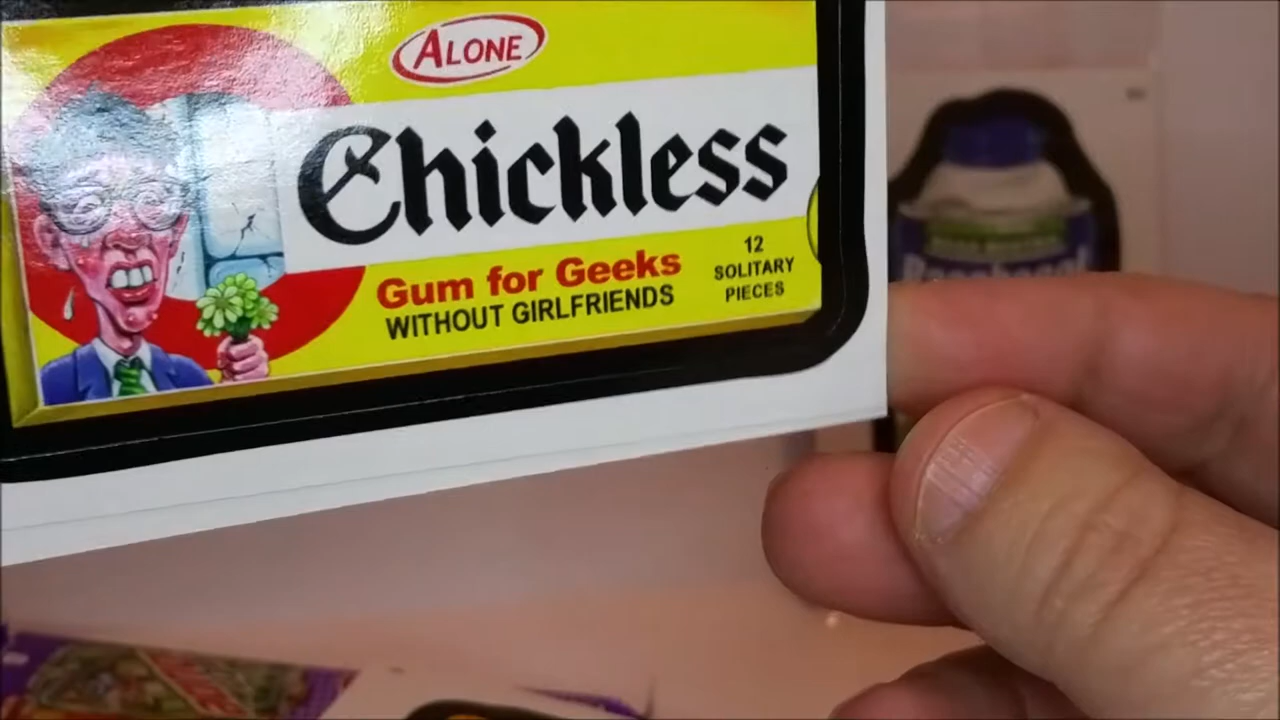 ALONE
Chickless
Gum for Geeks
WITHOUT GIRLFRIENDS
12
SOLITARY
PIECES